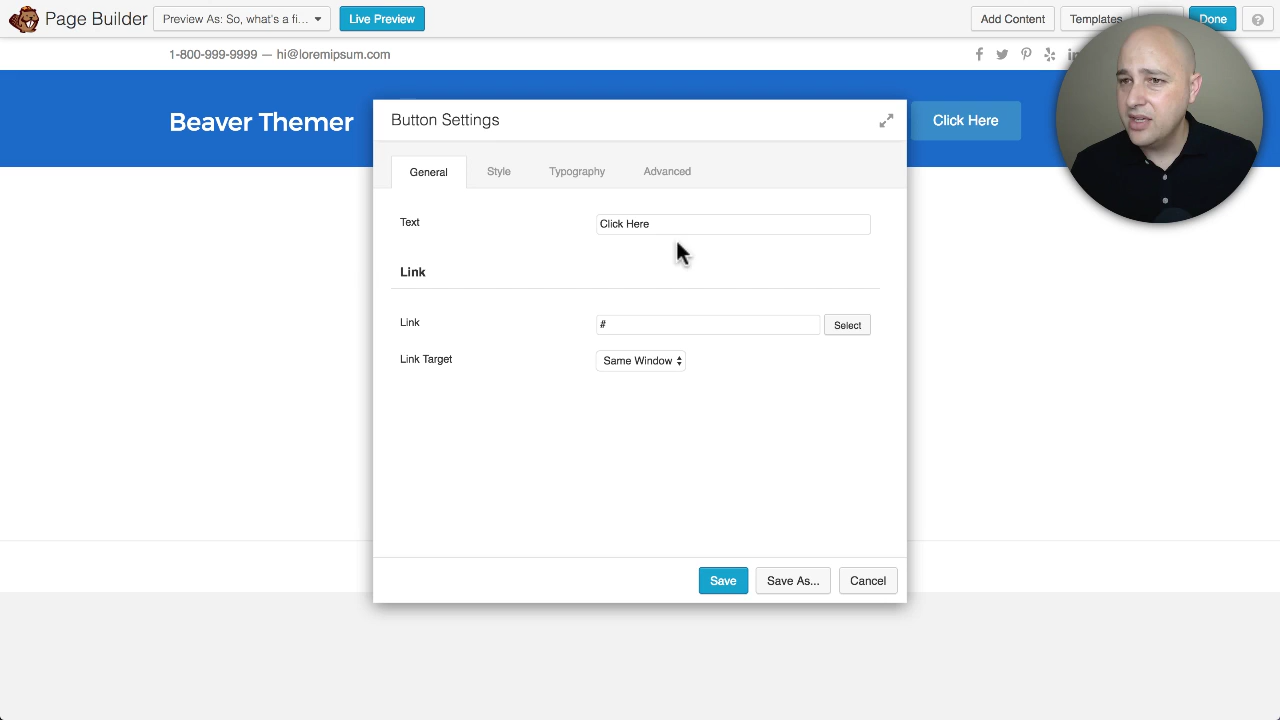 Page Builder
Preview As: So, what's a fi...
Live Preview
Add Content
Templates
Done
1-800-999-9999 — hi@loremipsum.com
Beaver Themer
Click Here
Button Settings
General
Style
Typography
Advanced
Text
Click Here
Link
Link
#
Select
Link Target
Same Window
Save
Save As...
Cancel